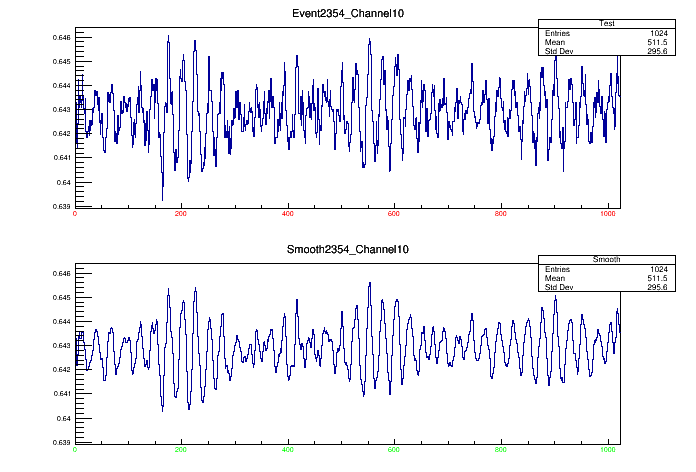 Event2354_Channel10
Test
Entries 1024
Mean 511.5
Std Dev 295.6
0.646
0.645
0.644
0.643
0.642
0.641
0.64
0.639
0 200 400 600 800 1000
Smooth2354_Channel10
Smooth
Entries 1024
Mean 511.5
Std Dev 295.6
0.646
0.645
0.644
0.643
0.642
0.641
0.64
0.639
0 200 400 600 800 1000